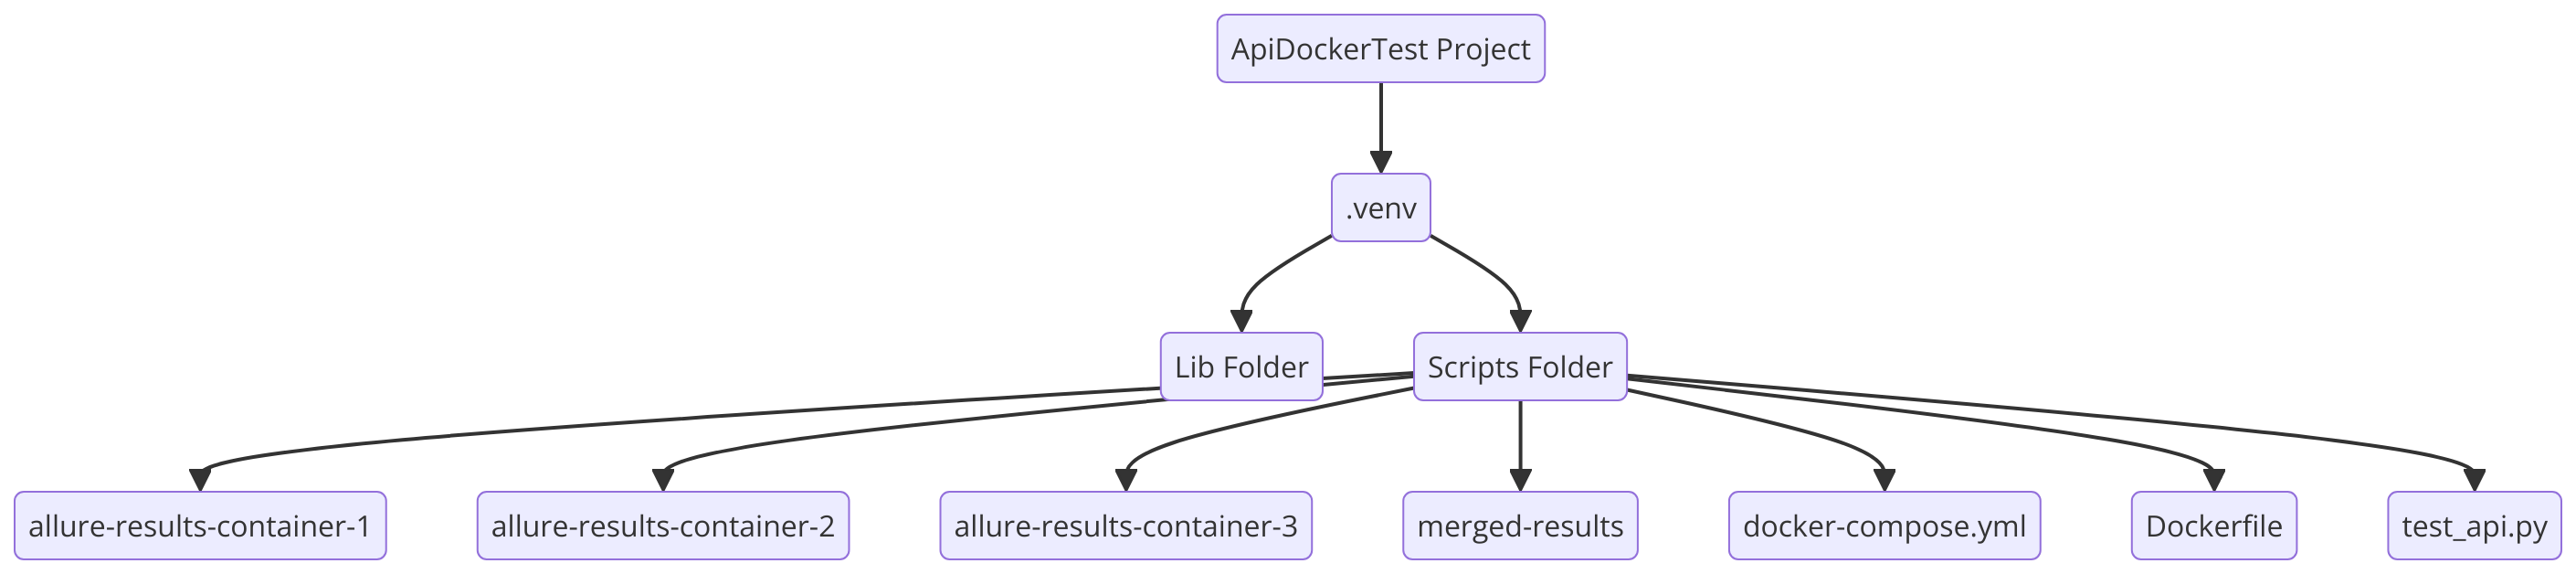 ApiDockerTest Project
.venv
Lib Folder
Scripts Folder
allure-results-container-1
allure-results-container-2
allure-results-container-3
merged-results
docker-compose.yml
Dockerfile
test_api.py